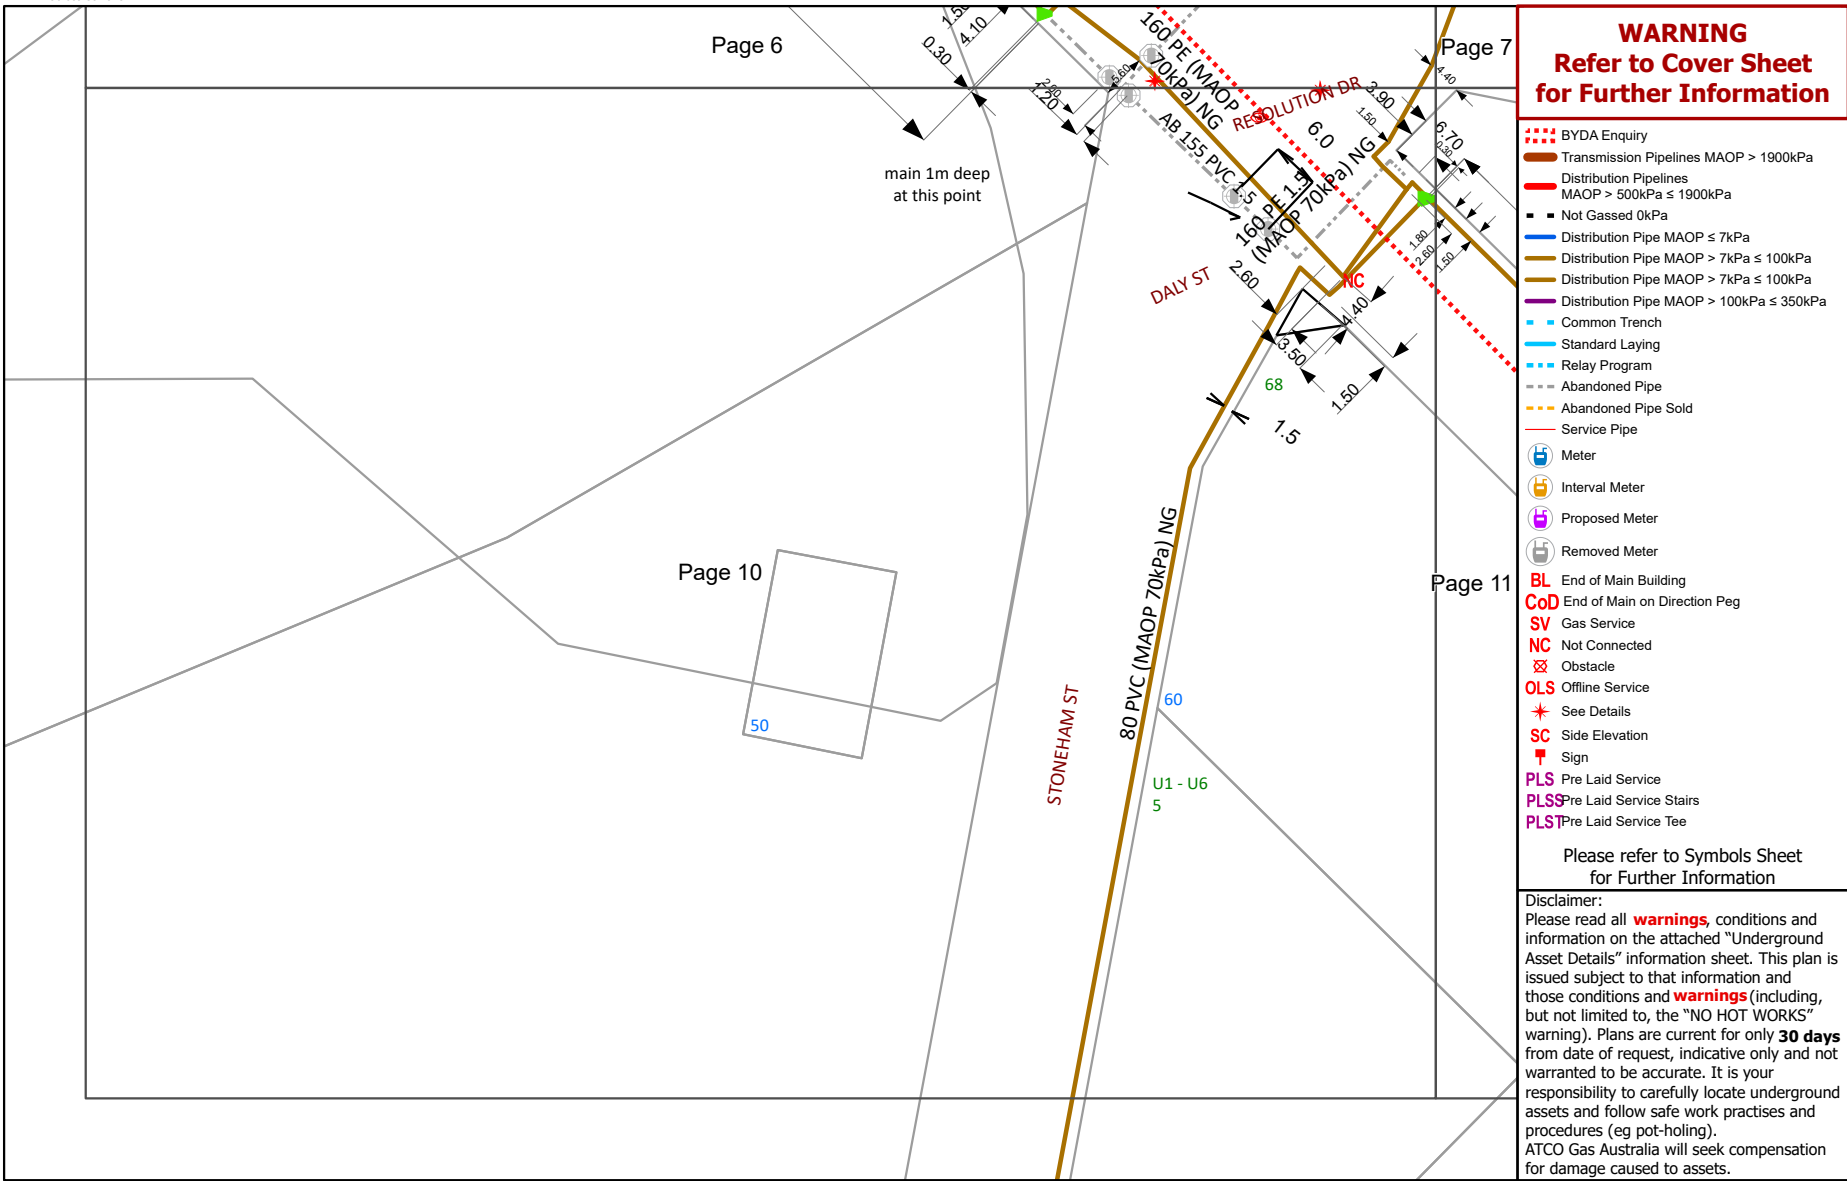 Page 6
Page 7
Page 10
Page 11
main 1m deep
at this point
1.50
4.10
0.30
2.90
1.20
5.60
160 PE (MAOP
70kPa) NG
AB 155 PVC 1.5
RESOLUTION DR
6.0
160 PE 1.5
(MAOP 70kPa) NG
3.90
1.50
4.40
6.70
0.30
1.80
2.60
1.50
DALY ST
2.60
NC
4.40
3.50
1.50
68
1.5
80 PVC (MAOP 70kPa) NG
STONEHAM ST
50
60
U1 - U6
5
WARNING
Refer to Cover Sheet
for Further Information
BYDA Enquiry
Transmission Pipelines MAOP > 1900kPa
Distribution Pipelines
MAOP > 500kPa ≤ 1900kPa
Not Gassed 0kPa
Distribution Pipe MAOP ≤ 7kPa
Distribution Pipe MAOP > 7kPa ≤ 100kPa
Distribution Pipe MAOP > 7kPa ≤ 100kPa
Distribution Pipe MAOP > 100kPa ≤ 350kPa
Common Trench
Standard Laying
Relay Program
Abandoned Pipe
Abandoned Pipe Sold
Service Pipe
Meter
Interval Meter
Proposed Meter
Removed Meter
BL End of Main Building
CoD End of Main on Direction Peg
SV Gas Service
NC Not Connected
Obstacle
OLS Offline Service
See Details
SC Side Elevation
Sign
PLS Pre Laid Service
PLSS Pre Laid Service Stairs
PLST Pre Laid Service Tee
Please refer to Symbols Sheet
for Further Information
Disclaimer:
Please read all warnings, conditions and
information on the attached “Underground
Asset Details” information sheet. This plan is
issued subject to that information and
those conditions and warnings (including,
but not limited to, the “NO HOT WORKS”
warning). Plans are current for only 30 days
from date of request, indicative only and not
warranted to be accurate. It is your
responsibility to carefully locate underground
assets and follow safe work practises and
procedures (eg pot-holing).
ATCO Gas Australia will seek compensation
for damage caused to assets.